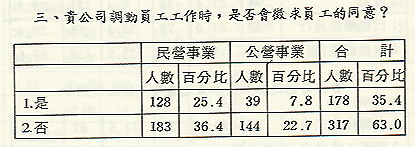 三、貴公司調動員工工作時，是否會徵求員工的同意？
民營事業 公營事業 合 計
人數 百分比 人數 百分比 人數 百分比
1.是 128 25.4 39 7.8 178 35.4
2.否 183 36.4 144 22.7 317 63.0